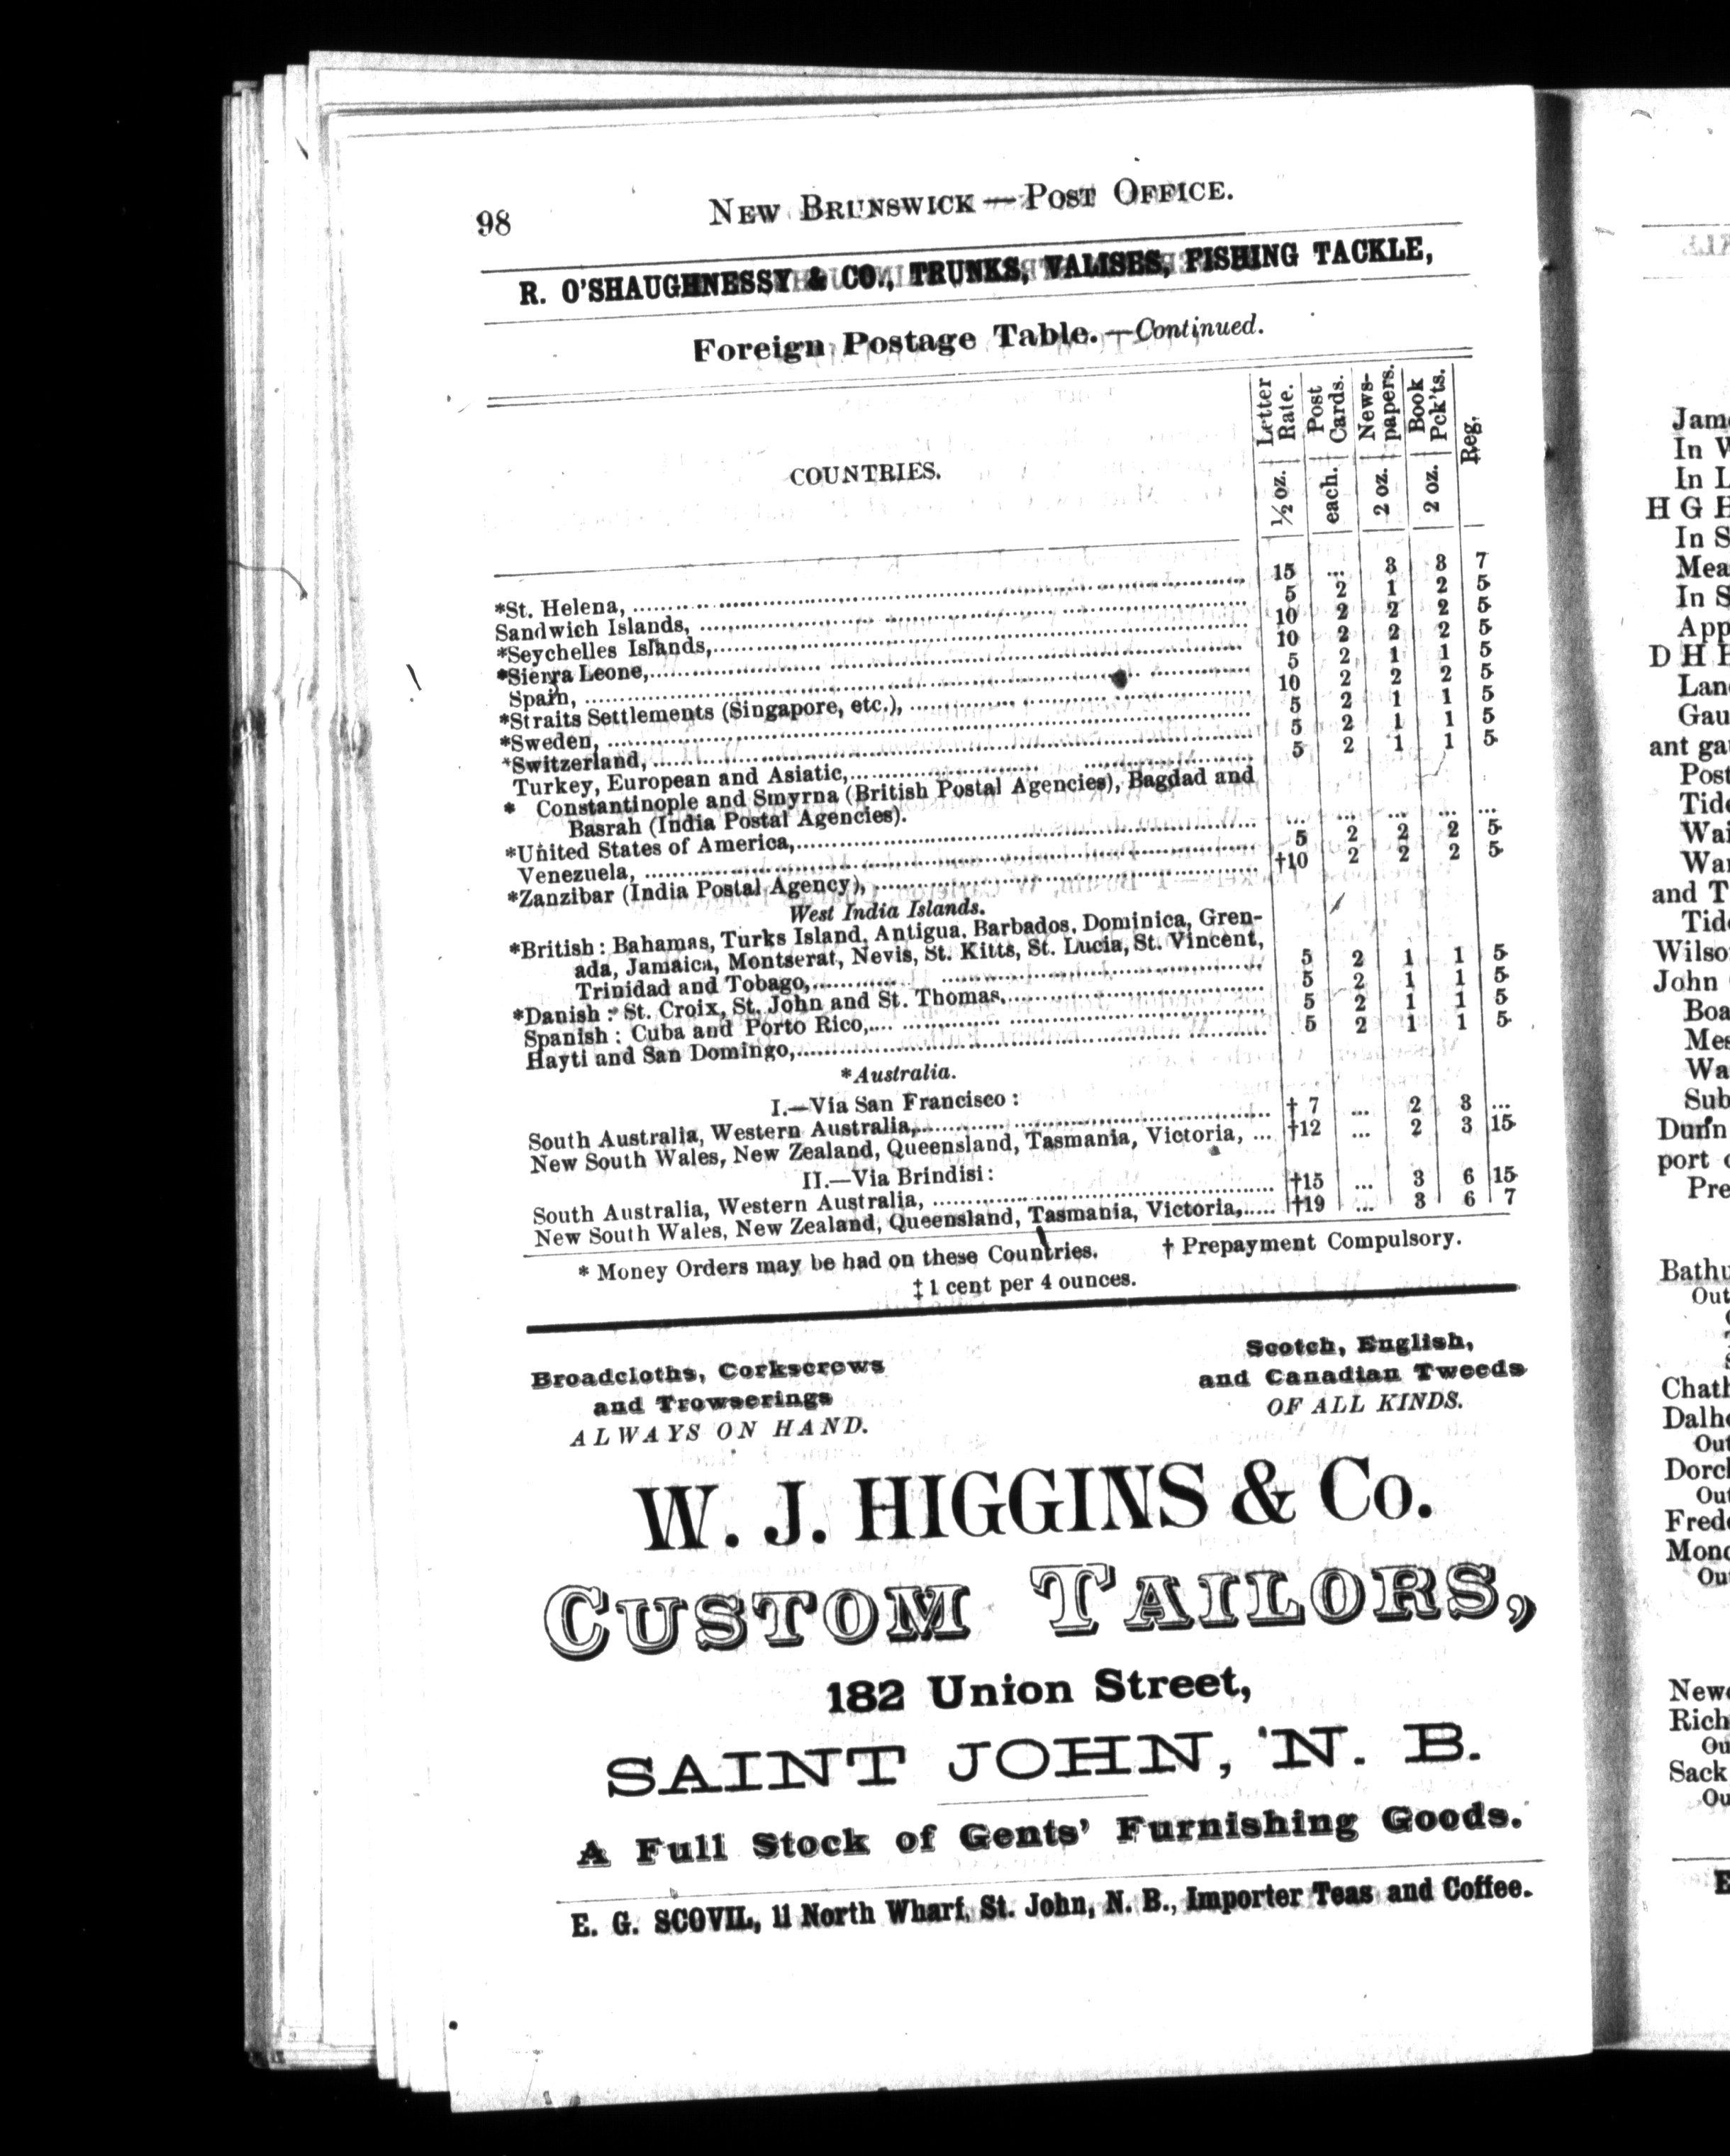 98
NEW BRUNSWICK — POST OFFICE.
R. O'SHAUGHNESSY & CO., TRUNKS, VALISES, FISHING TACKLE,
Foreign Postage Table.—Continued.
COUNTRIES. Letter Rate. ½ oz. Post Cards. each. News-papers. 2 oz. Book Pck'ts. 2 oz. Reg.
*St. Helena, 15 ... 3 3 7
Sandwich Islands, 5 2 1 2 5
*Seychelles Islands, 10 2 2 2 5
*Sierra Leone, 10 2 2 2 5
Spain, 5 2 1 1 5
*Straits Settlements (Singapore, etc.), 10 2 2 2 5
*Sweden, 5 2 1 1 5
*Switzerland, 5 2 1 1 5
Turkey, European and Asiatic, 5 2 1 1 5
* Constantinople and Smyrna (British Postal Agencies), Bagdad and
Basrah (India Postal Agencies).
*United States of America, ... ... ... ... ...
Venezuela, 5 2 2 2 5
*Zanzibar (India Postal Agency), †10 2 2 2 5
West India Islands.
*British: Bahamas, Turks Island, Antigua, Barbados, Dominica, Gren-
ada, Jamaica, Montserat, Nevis, St. Kitts, St. Lucia, St. Vincent,
Trinidad and Tobago, 5 2 1 1 5
*Danish: St. Croix, St. John and St. Thomas, 5 2 1 1 5
Spanish: Cuba and Porto Rico, 5 2 1 1 5
Hayti and San Domingo, 5 2 1 1 5
*Australia.
I.—Via San Francisco:
South Australia, Western Australia, † 7 ... 2 3 ...
New South Wales, New Zealand, Queensland, Tasmania, Victoria, ... †12 ... 2 3 15
II.—Via Brindisi:
South Australia, Western Australia, †15 ... 3 6 15
New South Wales, New Zealand, Queensland, Tasmania, Victoria, †19 ... 3 6 7
* Money Orders may be had on these Countries. † Prepayment Compulsory.
‡ 1 cent per 4 ounces.
Broadcloths, Corkscrews
and Trowserings
ALWAYS ON HAND.
Scotch, English,
and Canadian Tweeds
OF ALL KINDS.
W. J. HIGGINS & Co.
CUSTOM TAILORS,
182 Union Street,
SAINT JOHN, N. B.
A Full Stock of Gents' Furnishing Goods.
E. G. SCOVIL, 11 North Wharf, St. John, N. B., Importer Teas and Coffee.